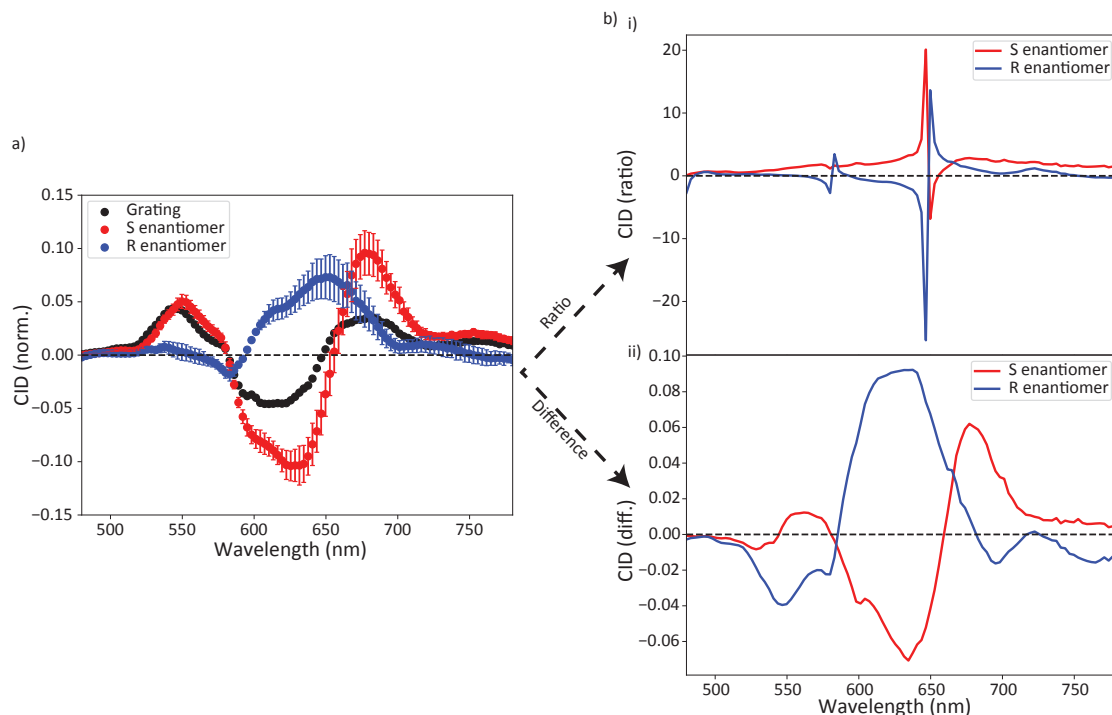 a)
0.15
0.10
0.05
0.00
−0.05
−0.10
−0.15
CID (norm.)
Grating
S enantiomer
R enantiomer
500
550
600
650
700
750
Wavelength (nm)
Ratio
Difference
b)
i)
20
10
0
−10
−20
CID (ratio)
S enantiomer
R enantiomer
ii)
0.10
0.08
0.06
0.04
0.02
0.00
−0.02
−0.04
−0.06
CID (diff.)
S enantiomer
R enantiomer
500
550
600
650
700
750
Wavelength (nm)